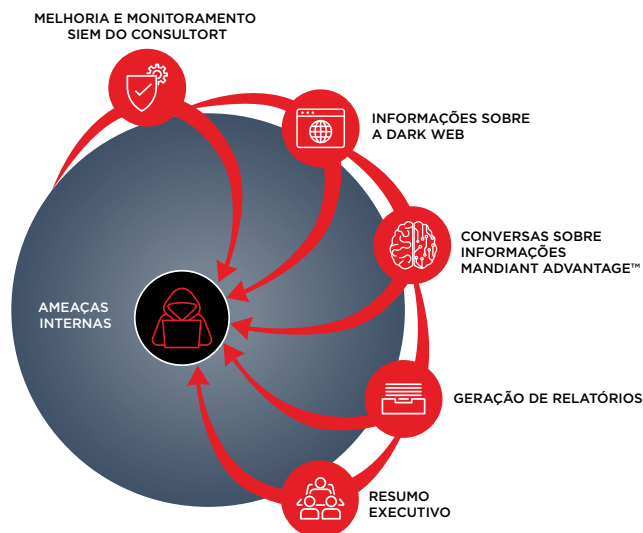 MELHORIA E MONITORAMENTO
SIEM DO CONSULTORT
INFORMAÇÕES SOBRE
A DARK WEB
CONVERSAS SOBRE
INFORMAÇÕES
MANDIANT ADVANTAGE™
AMEAÇAS
INTERNAS
GERAÇÃO DE RELATÓRIOS
RESUMO
EXECUTIVO